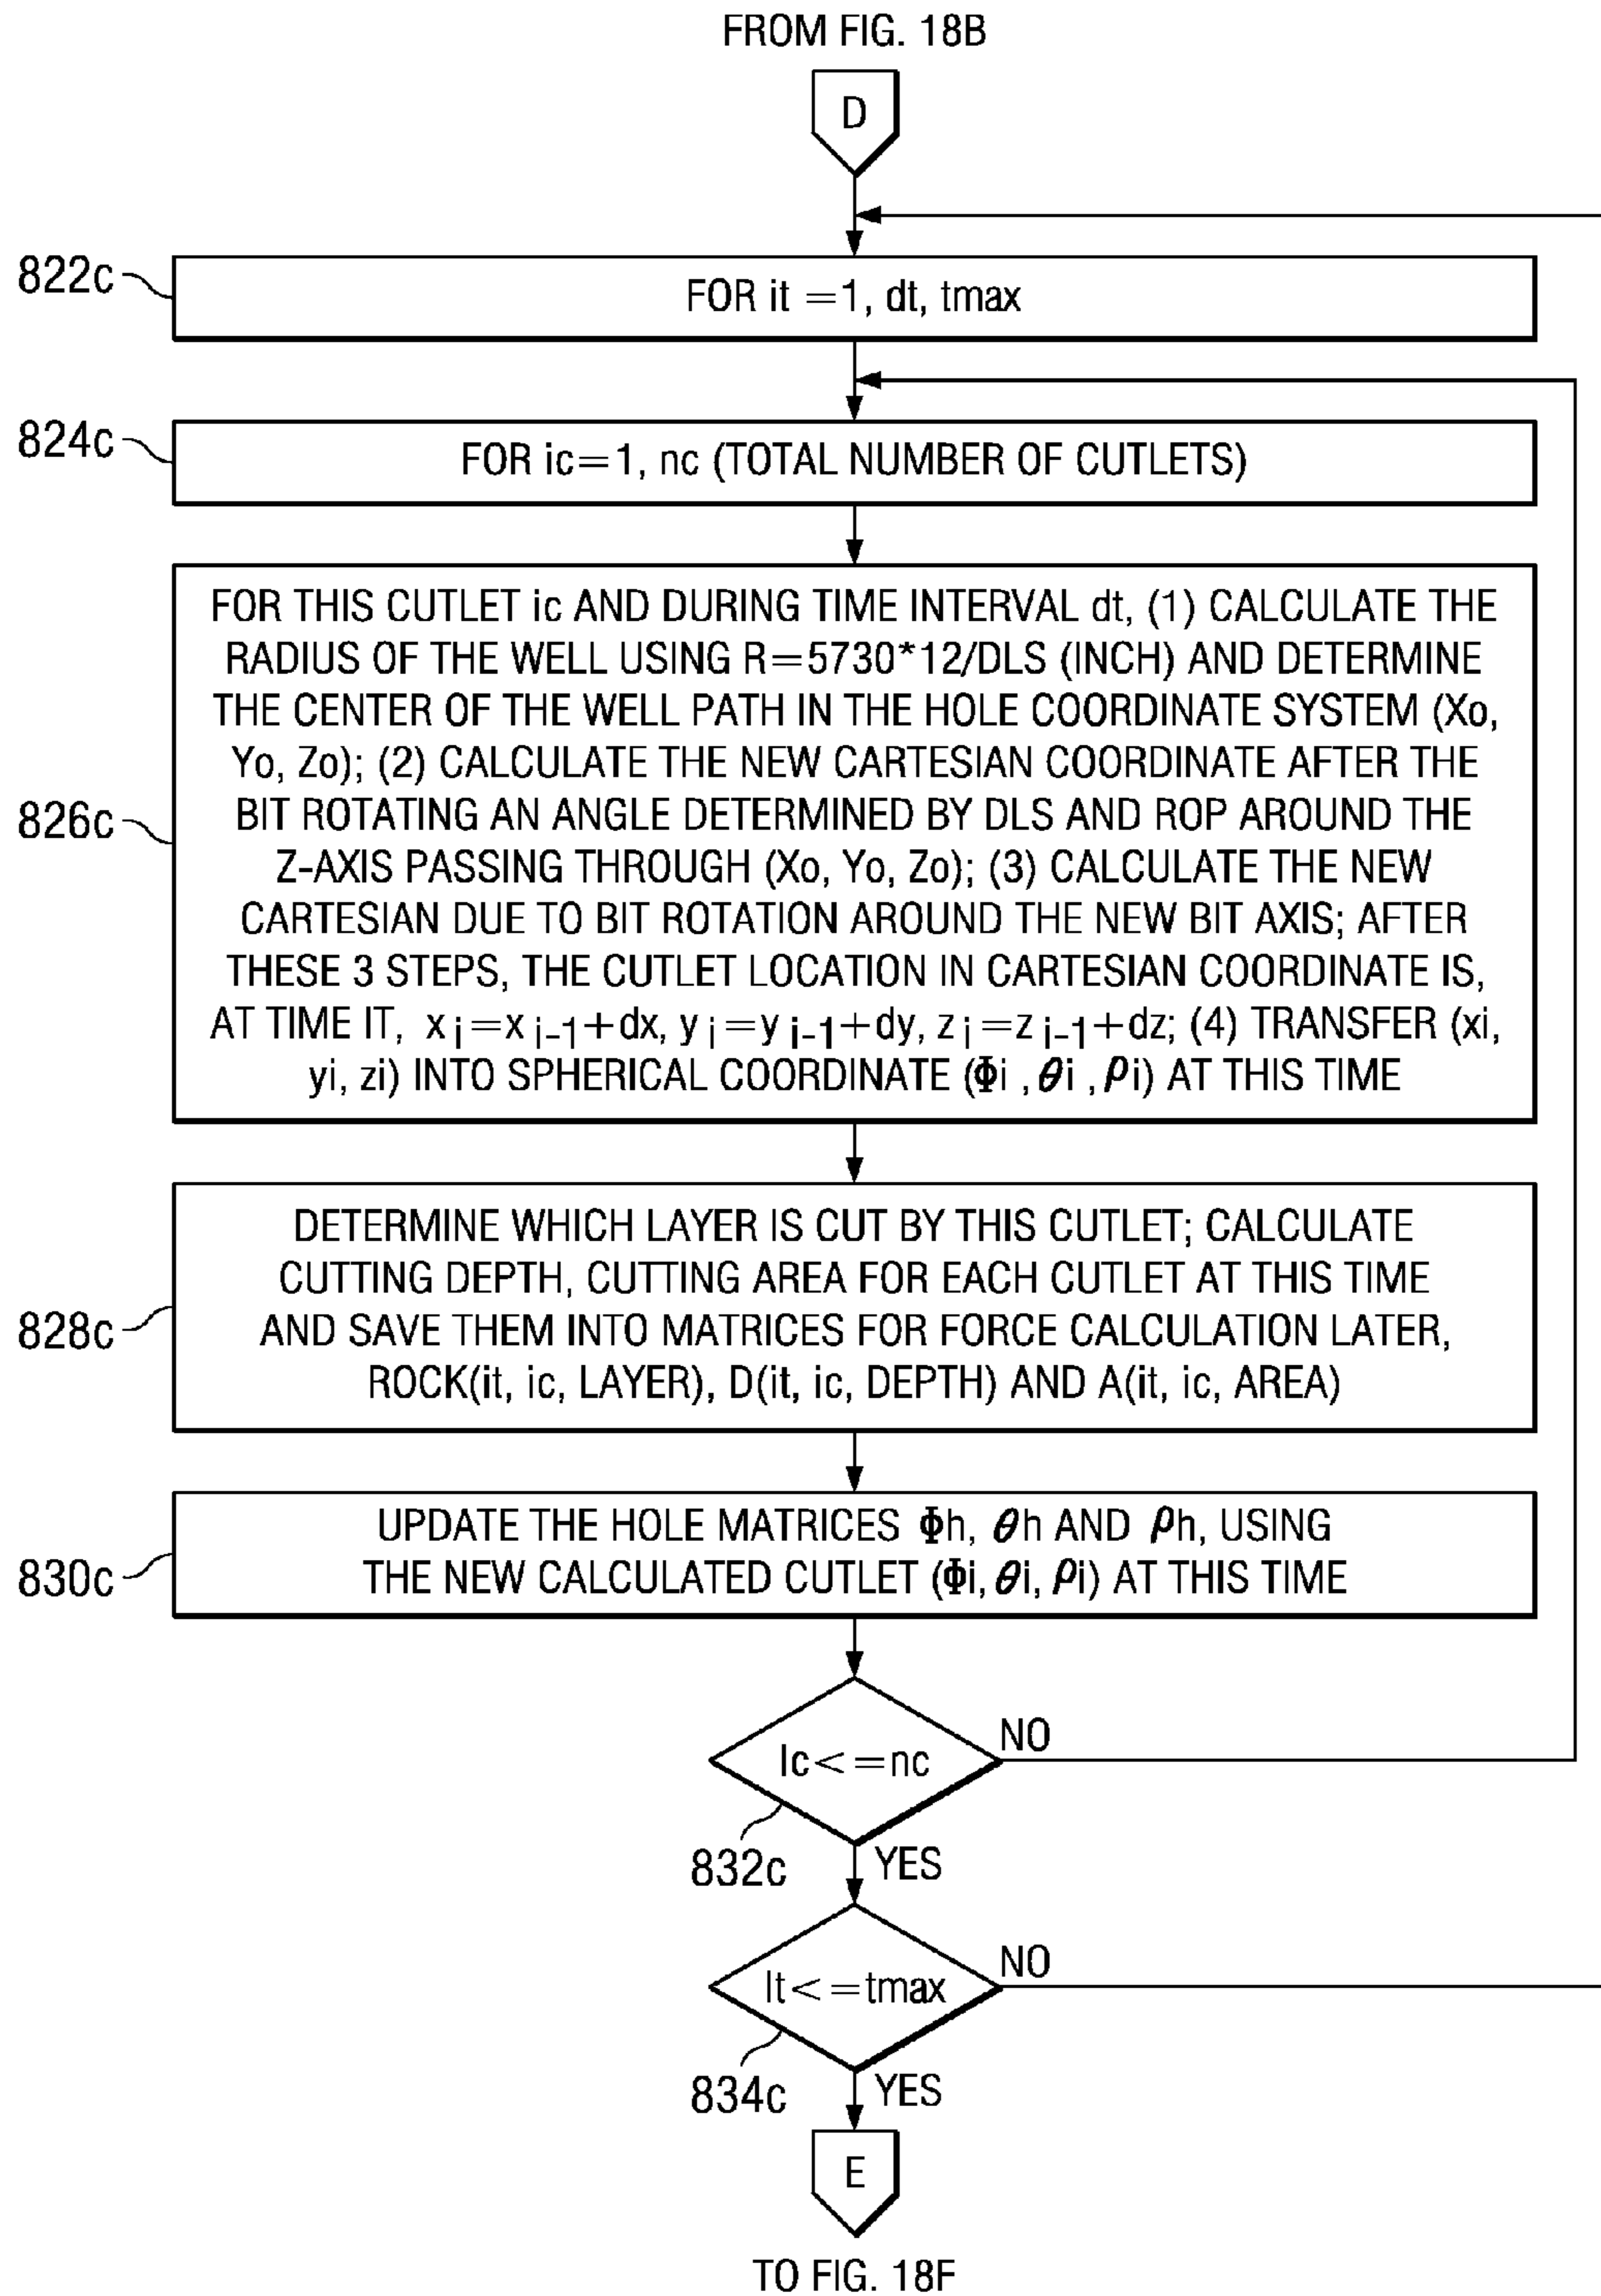 FROM FIG. 18B
D
822c
FOR it =1, dt, tmax
824c
FOR ic=1, nc (TOTAL NUMBER OF CUTLETS)
826c
FOR THIS CUTLET ic AND DURING TIME INTERVAL dt, (1) CALCULATE THE
RADIUS OF THE WELL USING R=5730*12/DLS (INCH) AND DETERMINE
THE CENTER OF THE WELL PATH IN THE HOLE COORDINATE SYSTEM (Xo,
Yo, Zo); (2) CALCULATE THE NEW CARTESIAN COORDINATE AFTER THE
BIT ROTATING AN ANGLE DETERMINED BY DLS AND ROP AROUND THE
Z-AXIS PASSING THROUGH (Xo, Yo, Zo); (3) CALCULATE THE NEW
CARTESIAN DUE TO BIT ROTATION AROUND THE NEW BIT AXIS; AFTER
THESE 3 STEPS, THE CUTLET LOCATION IN CARTESIAN COORDINATE IS,
AT TIME IT, x i=x i-1+dx, y i=y i-1+dy, z i=z i-1+dz; (4) TRANSFER (xi,
yi, zi) INTO SPHERICAL COORDINATE (Φi , θi , ρi) AT THIS TIME
828c
DETERMINE WHICH LAYER IS CUT BY THIS CUTLET; CALCULATE
CUTTING DEPTH, CUTTING AREA FOR EACH CUTLET AT THIS TIME
AND SAVE THEM INTO MATRICES FOR FORCE CALCULATION LATER,
ROCK(it, ic, LAYER), D(it, ic, DEPTH) AND A(it, ic, AREA)
830c
UPDATE THE HOLE MATRICES Φh, θh AND ρh, USING
THE NEW CALCULATED CUTLET (Φi, θi, ρi) AT THIS TIME
Ic<=nc
NO
832c
YES
It<=tmax
NO
834c
YES
E
TO FIG. 18F